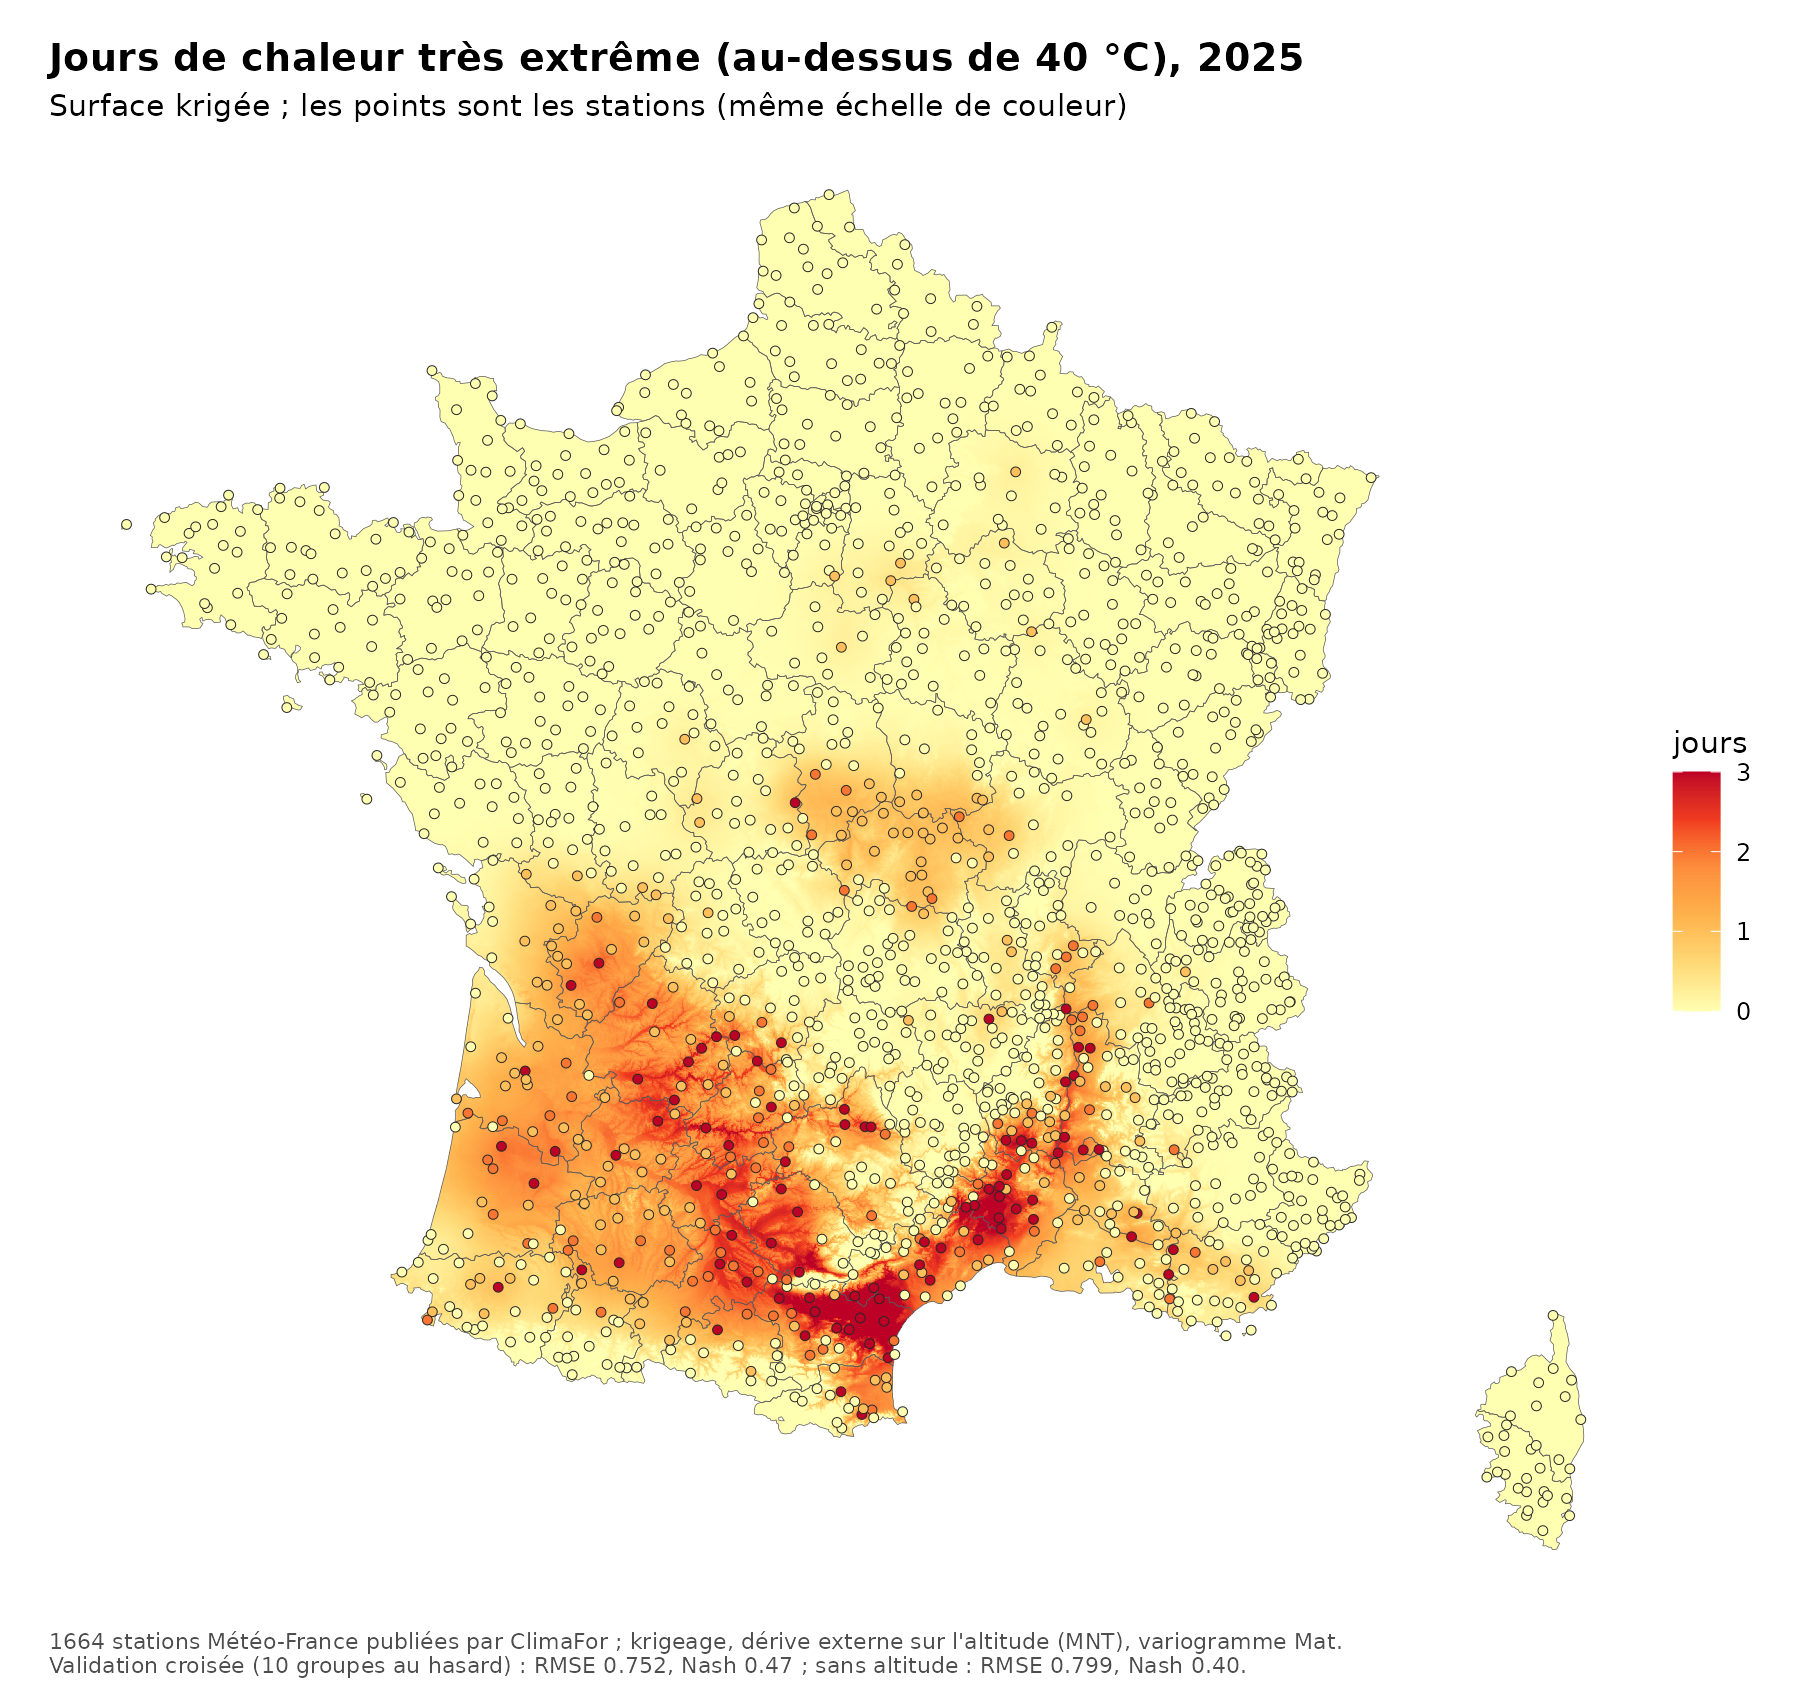 Jours de chaleur très extrême (au-dessus de 40 °C), 2025
Surface krigée ; les points sont les stations (même échelle de couleur)
jours
3
2
1
0
1664 stations Météo-France publiées par ClimaFor ; krigeage, dérive externe sur l'altitude (MNT), variogramme Mat.
Validation croisée (10 groupes au hasard) : RMSE 0.752, Nash 0.47 ; sans altitude : RMSE 0.799, Nash 0.40.